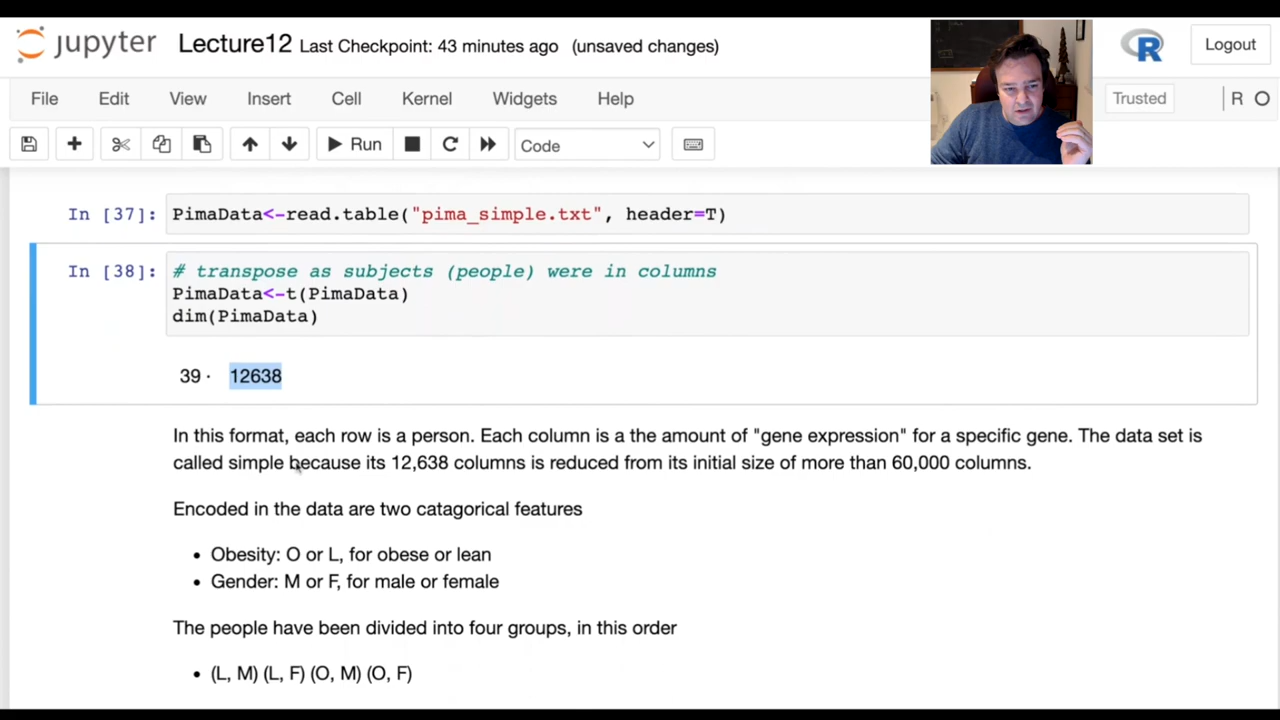 jupyter Lecture12 Last Checkpoint: 43 minutes ago (unsaved changes) R Logout
File Edit View Insert Cell Kernel Widgets Help Trusted R
Run Code
In [37]: PimaData<-read.table("pima_simple.txt", header=T)
In [38]: # transpose as subjects (people) were in columns
PimaData<-t(PimaData)
dim(PimaData)
39 · 12638
In this format, each row is a person. Each column is a the amount of "gene expression" for a specific gene. The data set is
called simple because its 12,638 columns is reduced from its initial size of more than 60,000 columns.
Encoded in the data are two catagorical features
• Obesity: O or L, for obese or lean
• Gender: M or F, for male or female
The people have been divided into four groups, in this order
• (L, M) (L, F) (O, M) (O, F)